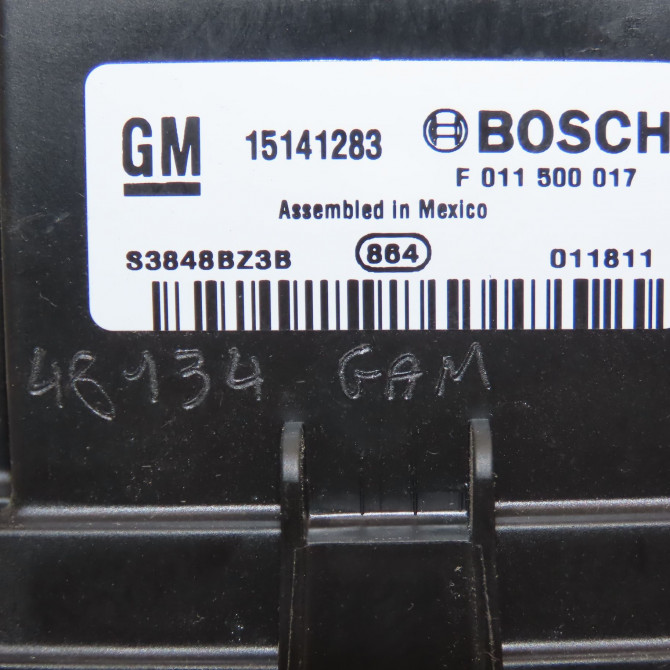 GM 15141283 BOSCH
F 011 500 017
Assembled in Mexico
S3848BZ3B 864 011811
48134 GAM